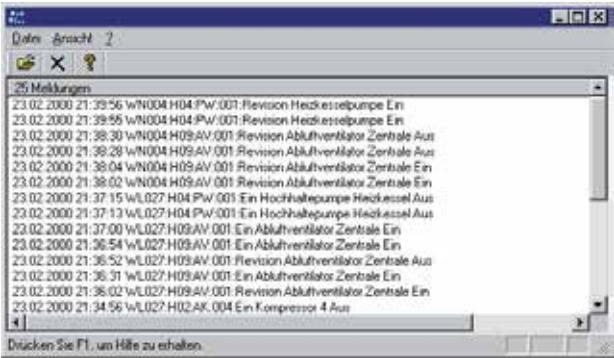 Datei Ansicht ?
25 Meldungen
23.02.2000 21:39:56 WN004:H04:PW:001:Revision Heizkesselpumpe Ein
23.02.2000 21:39:55 WN004:H04:PW:001:Revision Heizkesselpumpe Ein
23.02.2000 21:38:30 WN004:H09:AV:001:Revision Abluftventilator Zentrale Aus
23.02.2000 21:38:28 WN004:H09:AV:001:Revision Abluftventilator Zentrale Aus
23.02.2000 21:38:04 WN004:H09:AV:001:Revision Abluftventilator Zentrale Ein
23.02.2000 21:38:02 WN004:H09:AV:001:Revision Abluftventilator Zentrale Ein
23.02.2000 21:37:15 WL027:H04:PW:001:Ein Hochhaltepumpe Heizkessel Aus
23.02.2000 21:37:13 WL027:H04:PW:001:Ein Hochhaltepumpe Heizkessel Aus
23.02.2000 21:37:00 WL027:H09:AV:001:Ein Abluftventilator Zentrale Ein
23.02.2000 21:36:54 WL027:H09:AV:001:Ein Abluftventilator Zentrale Ein
23.02.2000 21:36:52 WL027:H09:AV:001:Revision Abluftventilator Zentrale Aus
23.02.2000 21:36:31 WL027:H09:AV:001:Ein Abluftventilator Zentrale Ein
23.02.2000 21:36:02 WL027:H09:AV:001:Revision Abluftventilator Zentrale Ein
23.02.2000 21:34:56 WL027:H02:AK:004:Ein Kompressor 4 Aus
Drücken Sie F1, um Hilfe zu erhalten.